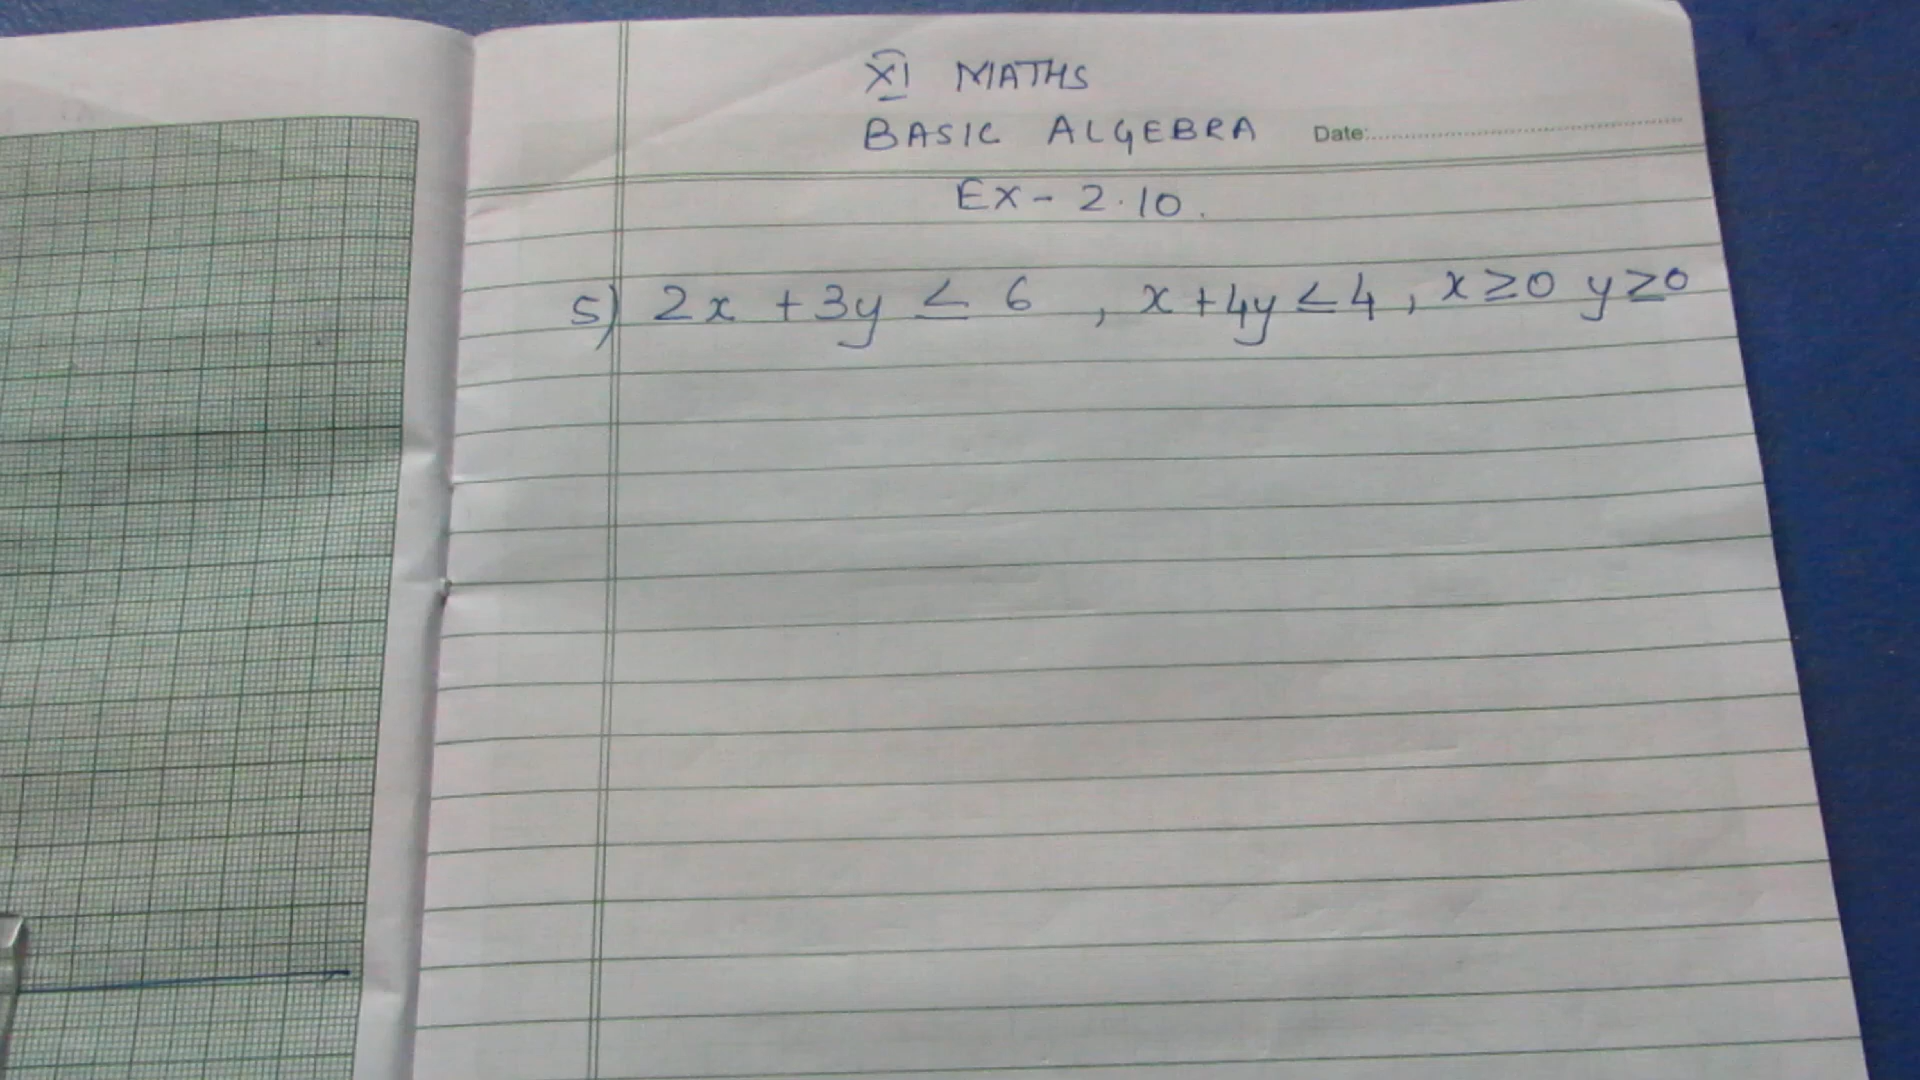 XI MATHS
BASIC ALGEBRA Date:
EX - 2.10.
5) 2x + 3y ≤ 6 , x + 4y ≤ 4 , x ≥ 0 y ≥ 0